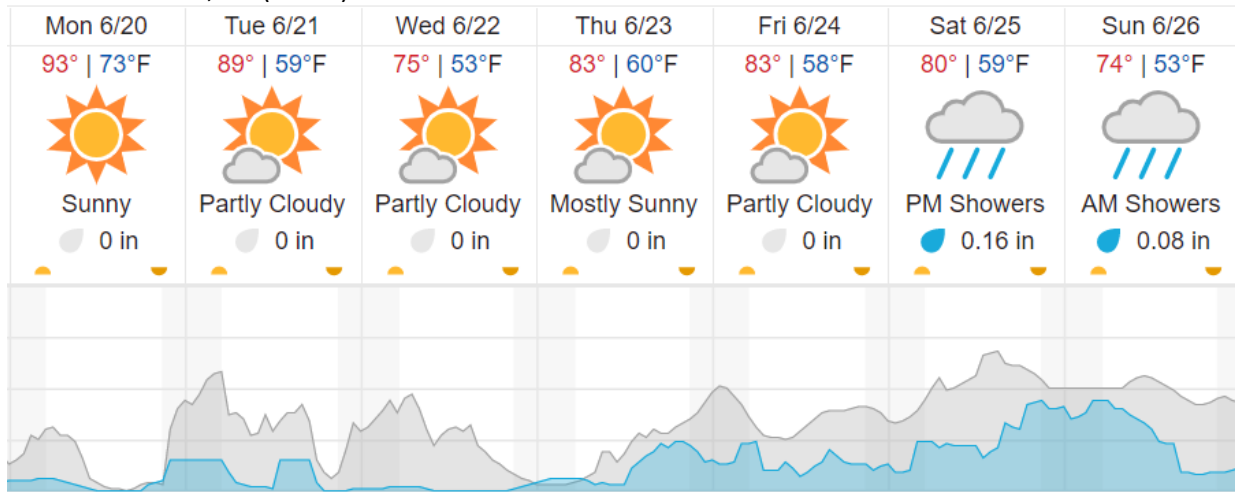 Mon 6/20 Tue 6/21 Wed 6/22 Thu 6/23 Fri 6/24 Sat 6/25 Sun 6/26
93° | 73°F 89° | 59°F 75° | 53°F 83° | 60°F 83° | 58°F 80° | 59°F 74° | 53°F
Sunny Partly Cloudy Partly Cloudy Mostly Sunny Partly Cloudy PM Showers AM Showers
0 in 0 in 0 in 0 in 0 in 0.16 in 0.08 in